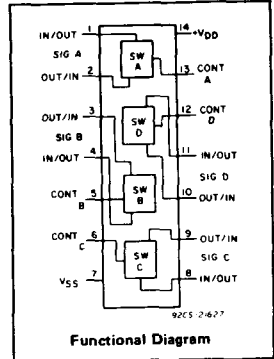 IN/OUT 1 14 +VDD
SIG A SW A
OUT/IN 2 13 CONT A
OUT/IN 3 12 CONT D
SIG B SW D
IN/OUT 4 11 IN/OUT
SIG D
CONT B 5 SW B 10 OUT/IN
CONT C 6 9 OUT/IN
SW C SIG C
VSS 7 8 IN/OUT
92CS-21627
Functional Diagram